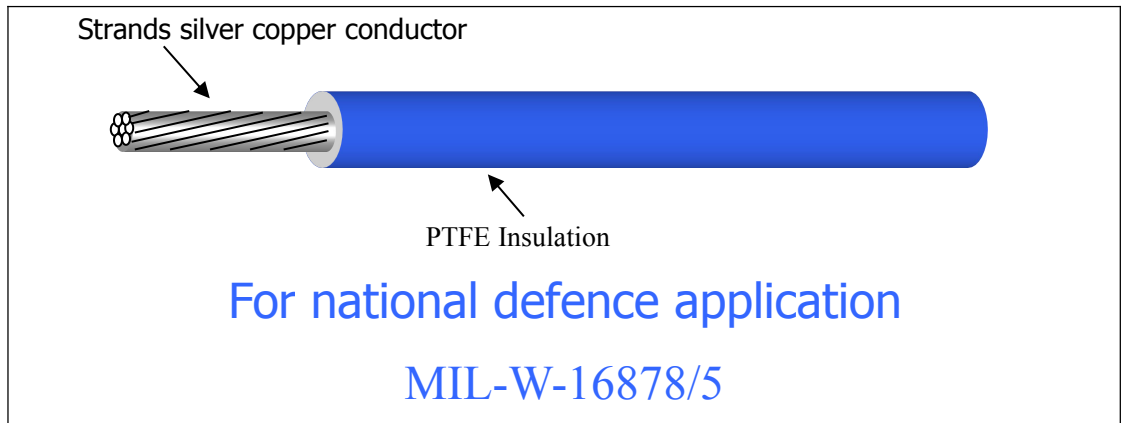 Strands silver copper conductor
PTFE Insulation
For national defence application
MIL-W-16878/5